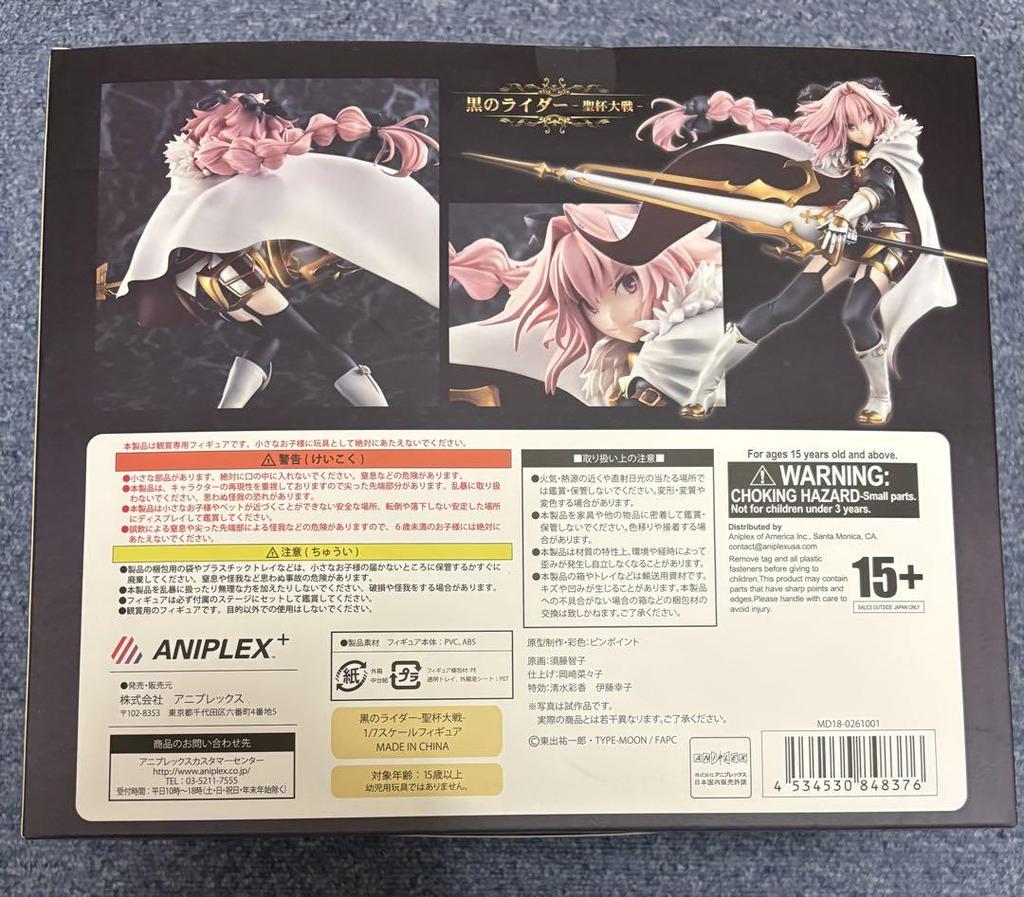 黒のライダー -聖杯大戦-
本製品は観賞専用フィギュアです。小さなお子様に玩具として絶対にあたえないでください。
⚠警告(けいこく)
●小さな部品があります。絶対に口の中に入れないでください。窒息などの危険があります。
●本製品は、キャラクターの再現性を重視しておりますので尖った先端部分があります。乱暴に取り扱
わないでください。思わぬ怪我の恐れがあります。
●本製品は小さなお子様やペットが近づくことができない安全な場所、転倒や落下しない安定した場所
にディスプレイして鑑賞してください。
●誤飲による窒息や尖った先端部による怪我などの危険がありますので、6歳未満のお子様には絶対に
あたえないでください。
⚠注意(ちゅうい)
●製品の梱包用の袋やプラスチックトレイなどは、小さなお子様の届かないところに保管するかすぐに
廃棄してください。窒息や怪我など思わぬ事故の危険があります。
●本製品を乱暴に扱ったり無理な力を加えたりしないでください。破損や怪我をする場合があります。
●フィギュアは必ず付属のステージにセットして鑑賞してください。
●観賞用のフィギュアです。目的以外での使用はしないでください。
■取り扱い上の注意■
●火気・熱源の近くや直射日光の当たる場所で
は鑑賞・保管しないでください。変形・変質や
変色する場合があります。
●本製品を家具や他の物品に密着して鑑賞・
保管しないでください。色移りや接着する場
合があります。
●本製品は材質の特性上、環境や経時によって
歪みが発生し自立しなくなることがあります。
●本製品の箱やトレイなどは輸送用資材です。
キズや凹みが生じることがあります。本製品
への不具合がない場合の箱などの梱包材の
交換は致しかねます。ご了承ください。
For ages 15 years old and above.
⚠WARNING:
CHOKING HAZARD-Small parts.
Not for children under 3 years.
Distributed by
Aniplex of America Inc., Santa Monica, CA.
contact@aniplexusa.com
Remove tag and all plastic
fasteners before giving to
children.This product may contain
parts that have sharp points and
edges.Please handle with care to
avoid injury.
15+
SALES OUTSIDE JAPAN ONLY
ANIPLEX+
●発売・販売元
株式会社 アニプレックス
〒102-8353 東京都千代田区六番町4番地5
商品のお問い合わせ先
アニプレックスカスタマーセンター
http://www.aniplex.co.jp/
TEL:03-5211-7555
受付時間:平日10時〜18時(土・日・祝日・年末年始除く)
●製品素材 フィギュア本体:PVC、ABS
紙
外箱
中台紙
プラ
フィギュア梱包材:PE
透明トレイ、外箱窓シート:PET
黒のライダー-聖杯大戦-
1/7スケールフィギュア
MADE IN CHINA
対象年齢:15歳以上
幼児用玩具ではありません。
原型制作・彩色:ピンポイント
原画:須藤智子
仕上げ:岡崎菜々子
特効:清水彩香 伊藤幸子
※写真は試作品です。
実際の商品とは若干異なります。ご了承ください。
©東出祐一郎・TYPE-MOON / FAPC
ANIPLEX
株式会社アニプレックス
日本国内販売許諾
MD18-0261001
4 534530 848376